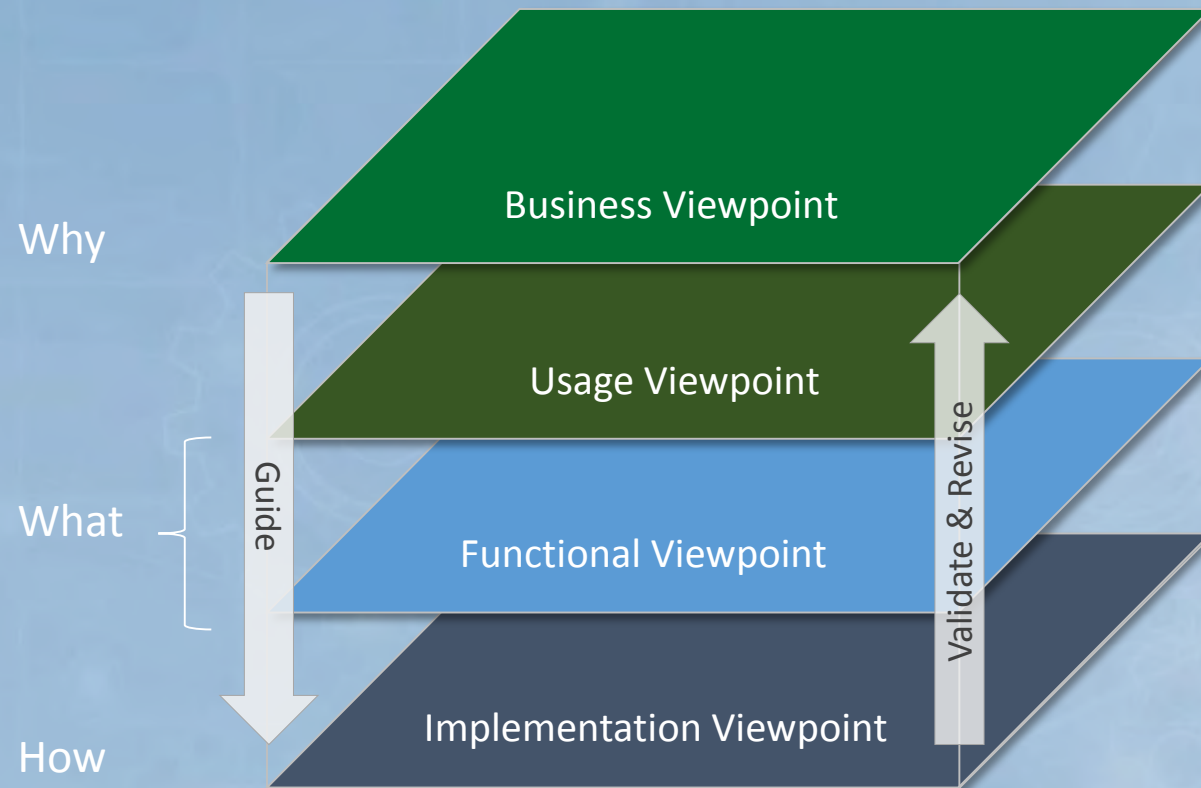 Business Viewpoint
Why
Usage Viewpoint
Guide
Validate & Revise
What
Functional Viewpoint
Implementation Viewpoint
How